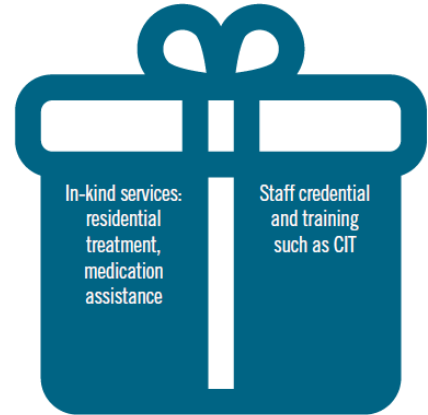 In-kind services:
residential
treatment,
medication
assistance
Staff credential
and training
such as CIT